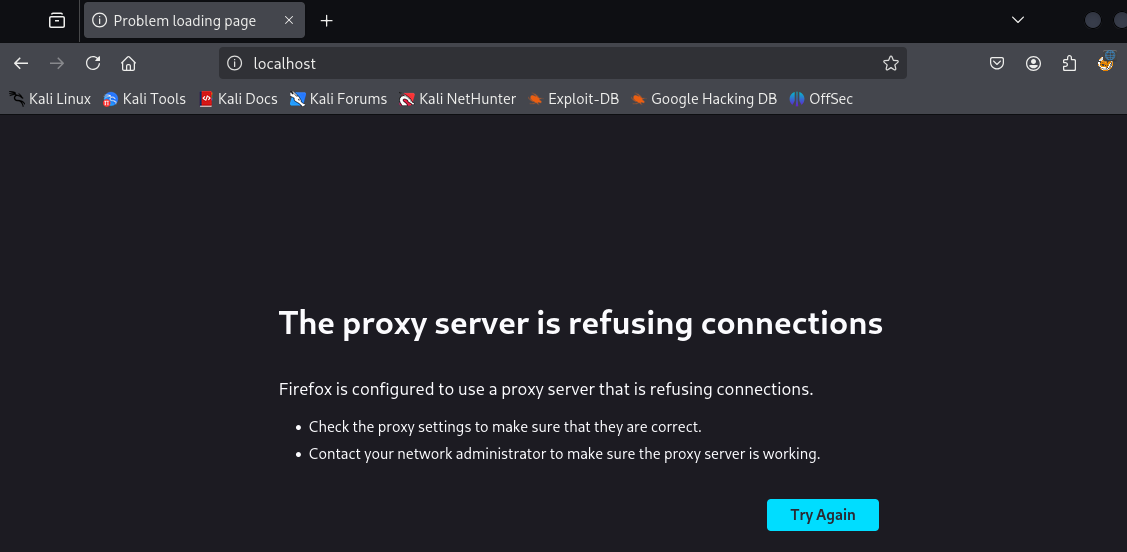 Problem loading page
localhost
Kali Linux Kali Tools Kali Docs Kali Forums Kali NetHunter Exploit-DB Google Hacking DB OffSec
The proxy server is refusing connections
Firefox is configured to use a proxy server that is refusing connections.
• Check the proxy settings to make sure that they are correct.
• Contact your network administrator to make sure the proxy server is working.
Try Again